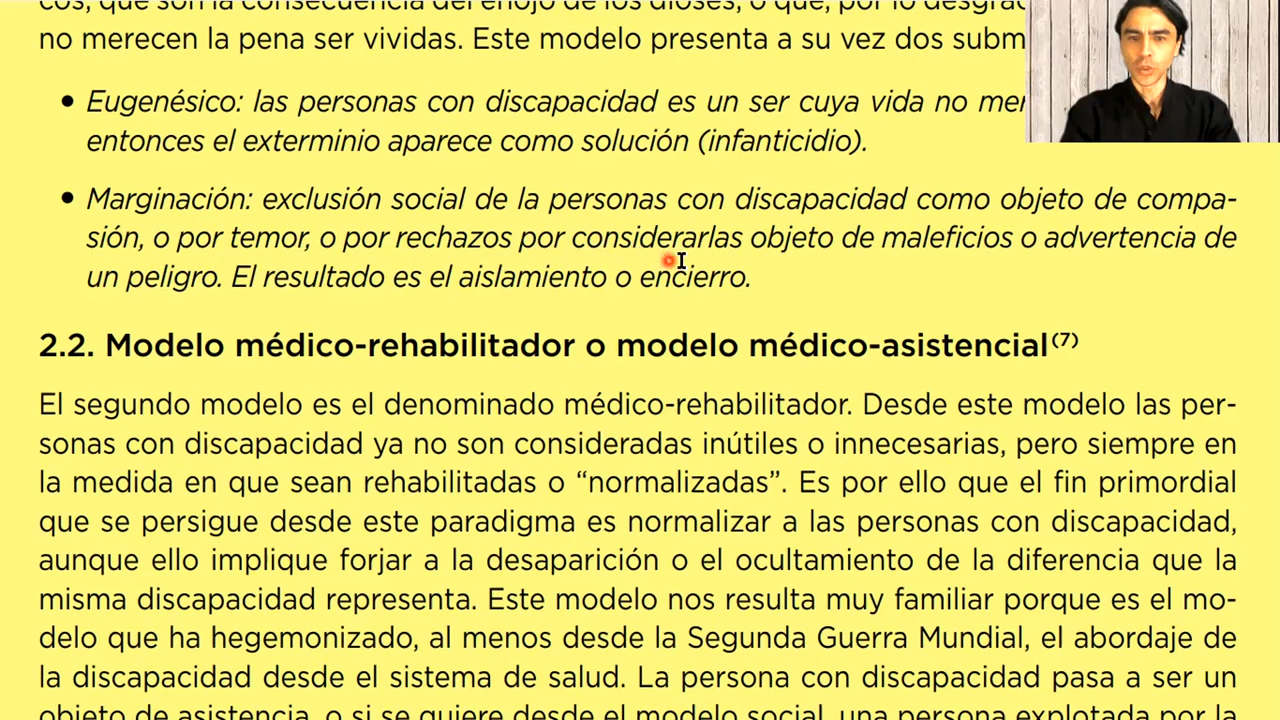 cos, que son la consecuencia del enojo de los dioses, o que, por lo desgrac
no merecen la pena ser vividas. Este modelo presenta a su vez dos subm
• Eugenésico: las personas con discapacidad es un ser cuya vida no mer
entonces el exterminio aparece como solución (infanticidio).
• Marginación: exclusión social de la personas con discapacidad como objeto de compa-
sión, o por temor, o por rechazos por considerarlas objeto de maleficios o advertencia de
un peligro. El resultado es el aislamiento o encierro.
2.2. Modelo médico-rehabilitador o modelo médico-asistencial(7)
El segundo modelo es el denominado médico-rehabilitador. Desde este modelo las per-
sonas con discapacidad ya no son consideradas inútiles o innecesarias, pero siempre en
la medida en que sean rehabilitadas o “normalizadas”. Es por ello que el fin primordial
que se persigue desde este paradigma es normalizar a las personas con discapacidad,
aunque ello implique forjar a la desaparición o el ocultamiento de la diferencia que la
misma discapacidad representa. Este modelo nos resulta muy familiar porque es el mo-
delo que ha hegemonizado, al menos desde la Segunda Guerra Mundial, el abordaje de
la discapacidad desde el sistema de salud. La persona con discapacidad pasa a ser un
objeto de asistencia, o si se quiere desde el modelo social, una persona explotada por la